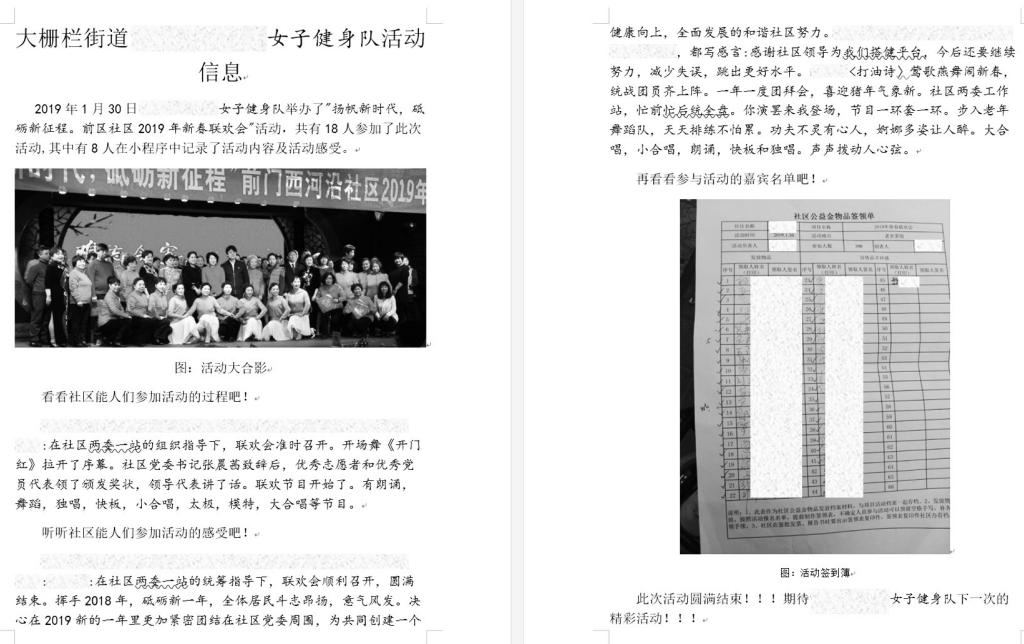 大栅栏街道 女子健身队活动
信息
2019 年 1 月 30 日 女子健身队举办了"扬帆新时代，砥
砺新征程。前区社区 2019 年新春联欢会"活动，共有 18 人参加了此次
活动,其中有 8 人在小程序中记录了活动内容及活动感受。
时代，砥砺新征程"前门西河沿社区2019年
图：活动大合影
看看社区能人们参加活动的过程吧！
:在社区两委一站的组织指导下，联欢会准时召开。开场舞《开门
红》拉开了序幕。社区党委书记张晨茜致辞后，优秀志愿者和优秀党
员代表领了颁发奖状，领导代表讲了话。联欢节目开始了。有朗诵，
舞蹈，独唱，快板，小合唱，太极，模特，大合唱等节目。
听听社区能人们参加活动的感受吧！
: :在社区两委一站的统筹指导下，联欢会顺利召开，圆满
结束。挥手 2018 年，砥砺新一年，全体居民斗志昂扬，意气风发。决
心在 2019 新的一年里更加紧密团结在社区党委周围，为共同创建一个
健康向上，全面发展的和谐社区努力。
，都写感言:感谢社区领导为我们搭健平台，今后还要继续
努力，减少失误，跳出更好水平。 《打油诗》莺歌燕舞闹新春，
统战团员齐上阵。一年一度团拜会，喜迎猪年气象新。社区两委工作
站，忙前忙后统全盘。你演罢来我登场，节目一环套一环。步入老年
舞蹈队，天天排练不怕累。功夫不灵有心人，婀娜多姿让人醉。大合
唱，小合唱，朗诵，快板和独唱。声声拨动人心弦。
再看看参与活动的嘉宾名单吧！
社区公益金物品签领单
图：活动签到簿
此次活动圆满结束！！！期待 女子健身队下一次的
精彩活动！！！